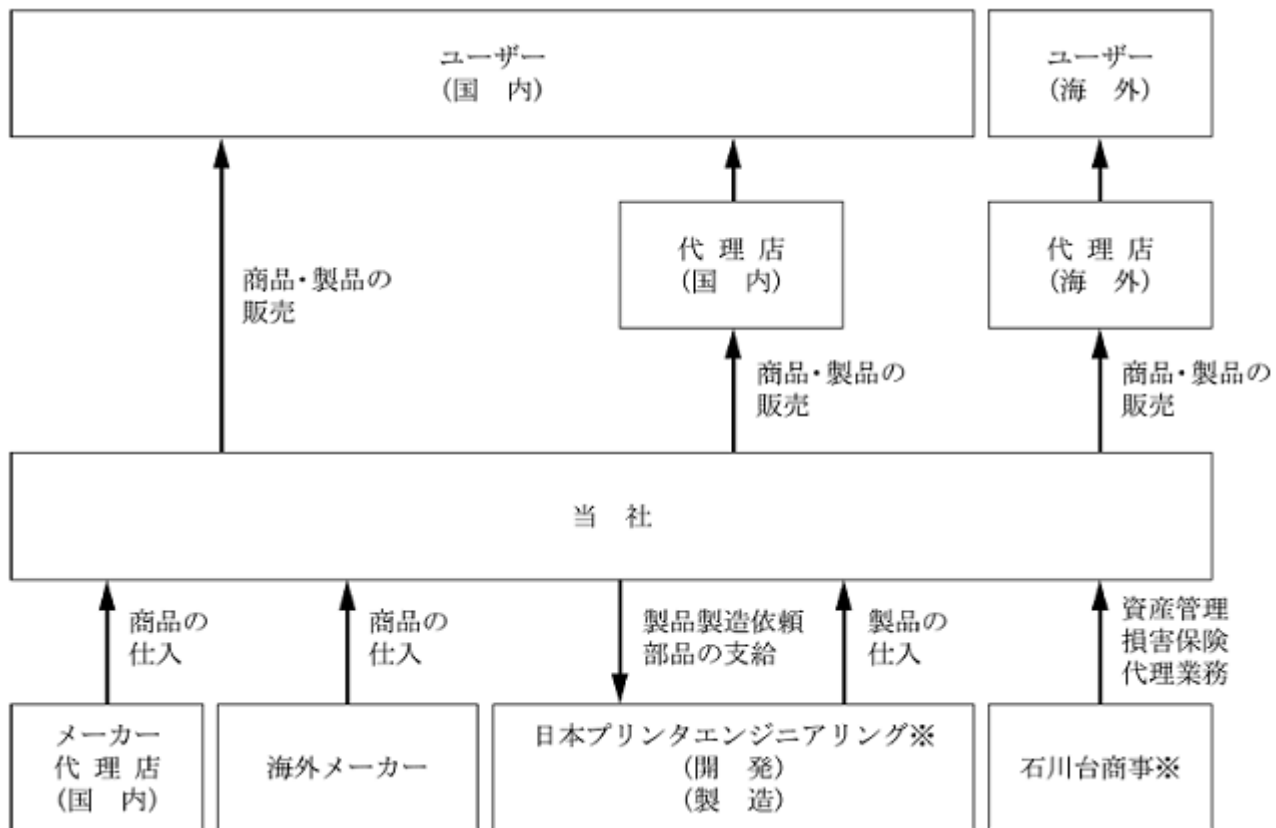 ユーザー
(国 内)
ユーザー
(海 外)
代 理 店
(国 内)
代 理 店
(海 外)
商品・製品の
販売
商品・製品の
販売
商品・製品の
販売
当 社
商品の
仕入
商品の
仕入
製品製造依頼
部品の支給
製品の
仕入
資産管理
損害保険
代理業務
メーカー
代 理 店
(国 内)
海外メーカー
日本プリンタエンジニアリング※
(開 発)
(製 造)
石川台商事※